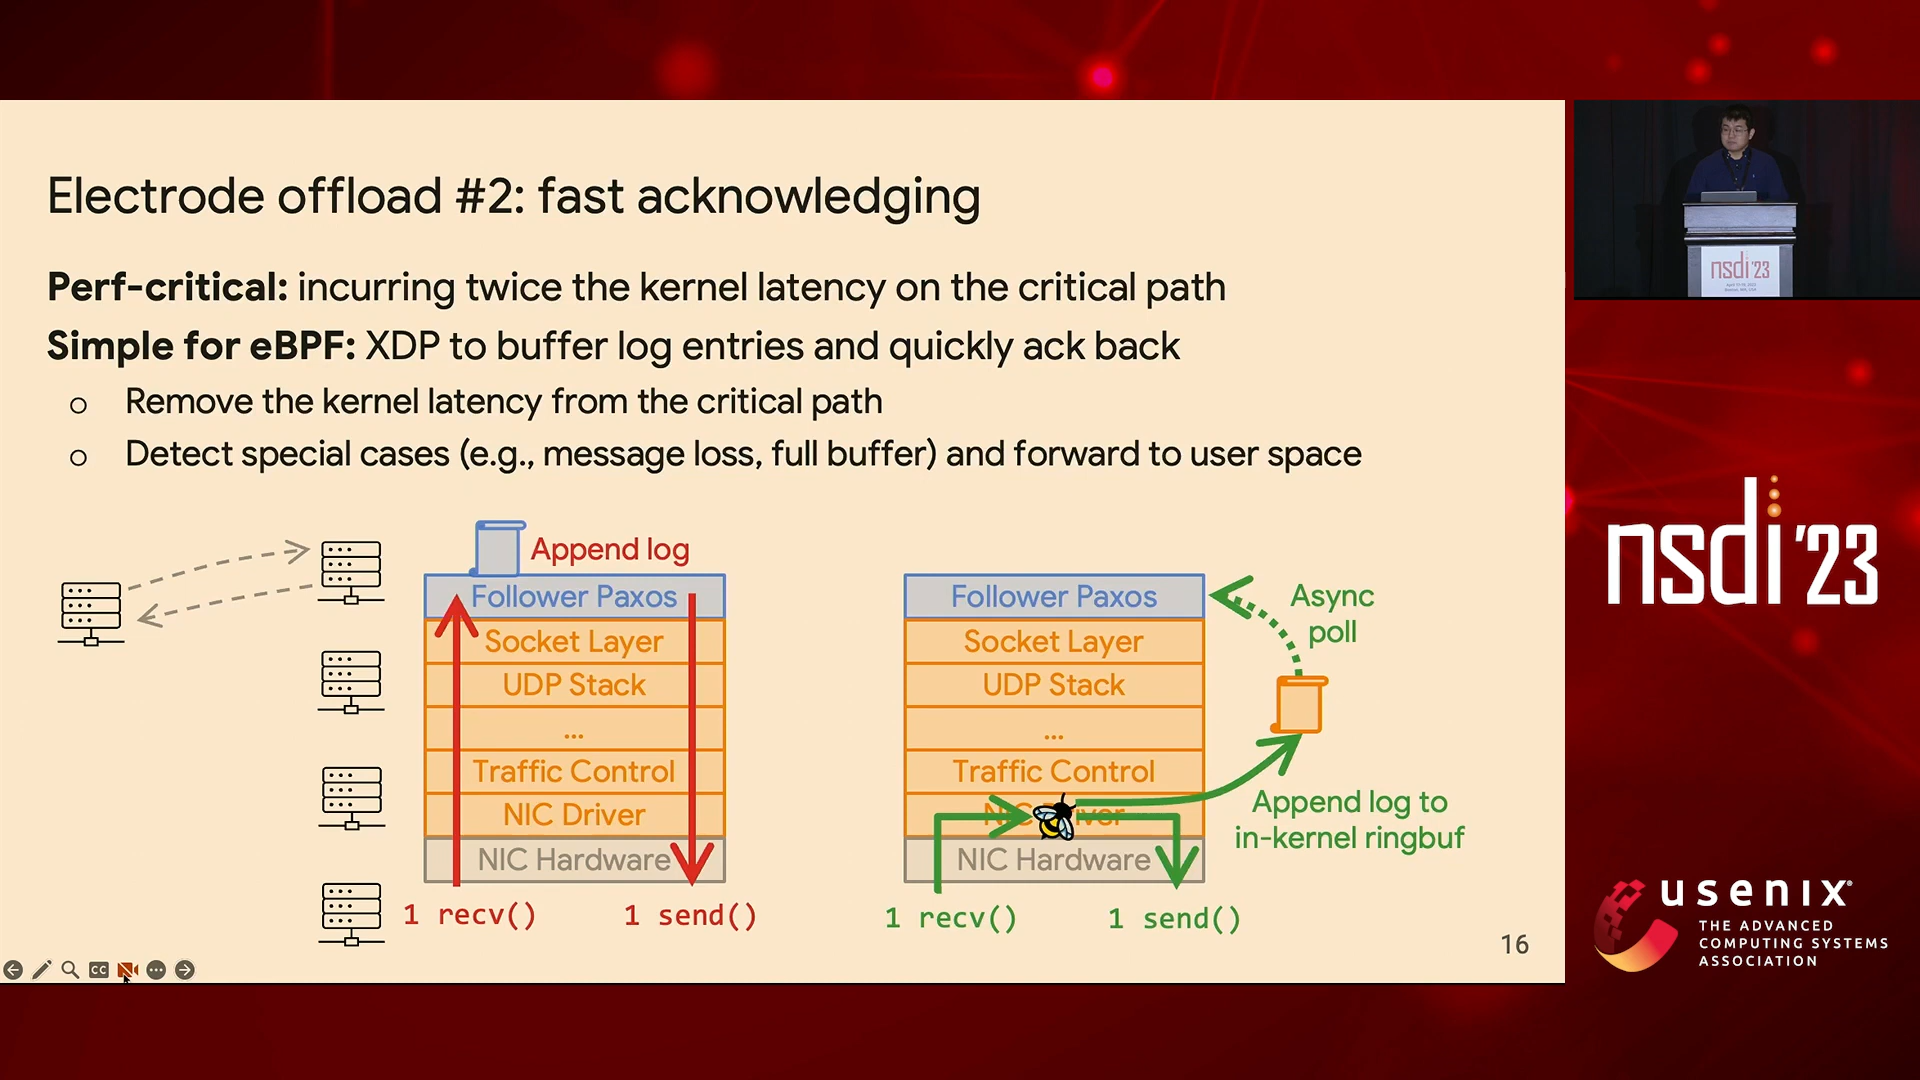 Electrode offload #2: fast acknowledging
Perf-critical: incurring twice the kernel latency on the critical path
Simple for eBPF: XDP to buffer log entries and quickly ack back
Remove the kernel latency from the critical path
Detect special cases (e.g., message loss, full buffer) and forward to user space
Append log
Follower Paxos
Socket Layer
UDP Stack
...
Traffic Control
NIC Driver
NIC Hardware
1 recv()
1 send()
Follower Paxos
Socket Layer
UDP Stack
...
Traffic Control
NIC Driver
NIC Hardware
1 recv()
1 send()
Async
poll
Append log to
in-kernel ringbuf
16
CC
nsdi'23
nsdi '23
usenix
THE ADVANCED
COMPUTING SYSTEMS
ASSOCIATION